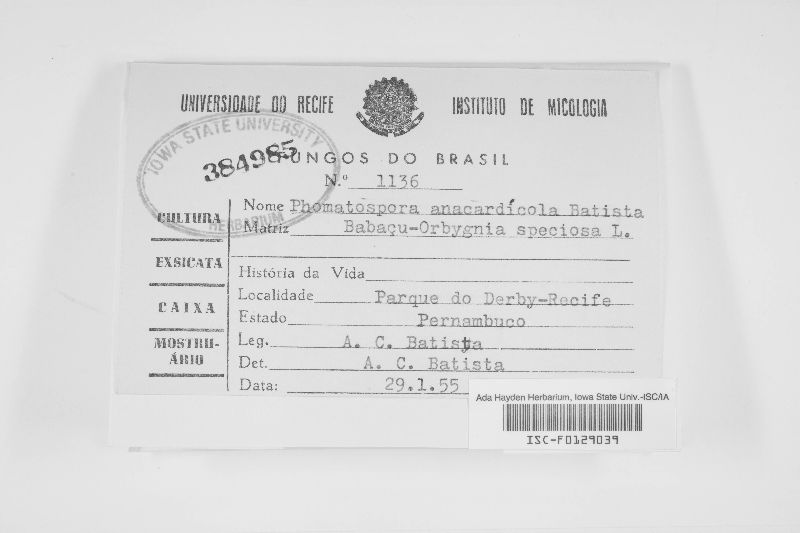 UNIVERSIDADE DO RECIFE INSTITUTO DE MICOLOGIA
IOWA STATE UNIVERSITY
384985
HERBARIUM
FUNGOS DO BRASIL
N.º 1136
CULTURA
EXSICATA
CAIXA
MOSTRU-
ÁRIO
Nome Phomatospora anacardícola Batista
Matriz Babaçu-Orbygnia speciosa L.
História da Vida
Localidade Parque do Derby-Recife
Estado Pernambuco
Leg. A. C. Batista
Det. A. C. Batista
Data: 29.1.55
Ada Hayden Herbarium, Iowa State Univ.-ISC/IA
ISC-F0129039